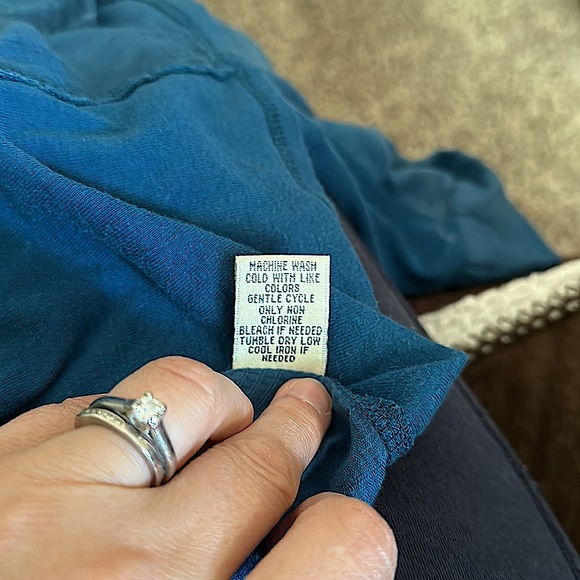 MACHINE WASH
COLD WITH LIKE
COLORS
GENTLE CYCLE
ONLY NON
CHLORINE
BLEACH IF NEEDED
TUMBLE DRY LOW
COOL IRON IF
NEEDED